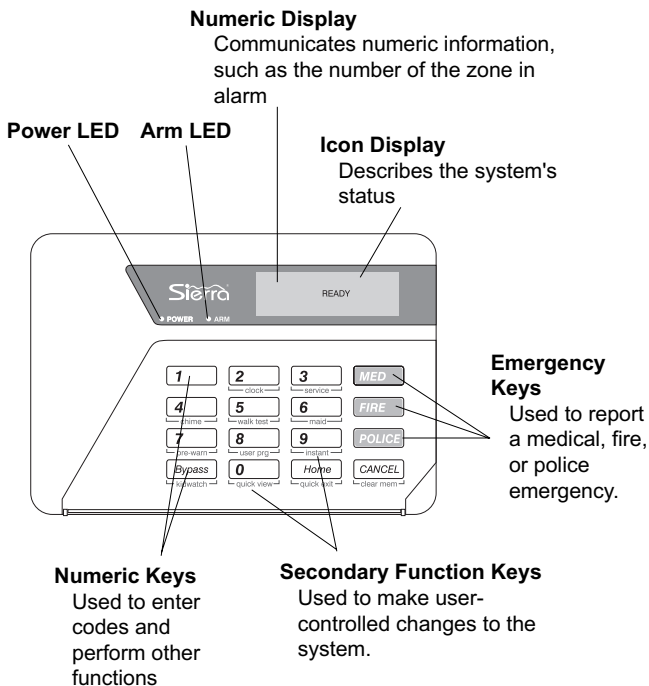 Numeric Display
Communicates numeric information,
such as the number of the zone in
alarm
Power LED Arm LED
Icon Display
Describes the system's
status
Sierra
READY
POWER ARM
1 2 3 MED
clock service
4 5 6 FIRE
chime walk test maid
7 8 9 POLICE
pre-warn user prg instant
Bypass 0 Home CANCEL
kidwatch quick view quick exit clear mem
Emergency
Keys
Used to report
a medical, fire,
or police
emergency.
Numeric Keys
Used to enter
codes and
perform other
functions
Secondary Function Keys
Used to make user-
controlled changes to the
system.